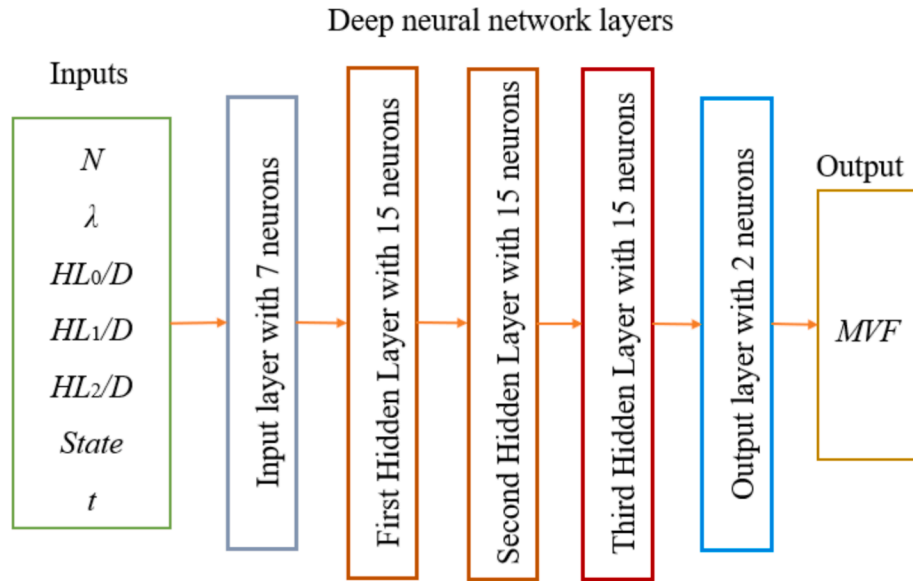 Deep neural network layers
Inputs
N
λ
HL₀/D
HL₁/D
HL₂/D
State
t
Input layer with 7 neurons
First Hidden Layer with 15 neurons
Second Hidden Layer with 15 neurons
Third Hidden Layer with 15 neurons
Output layer with 2 neurons
Output
MVF